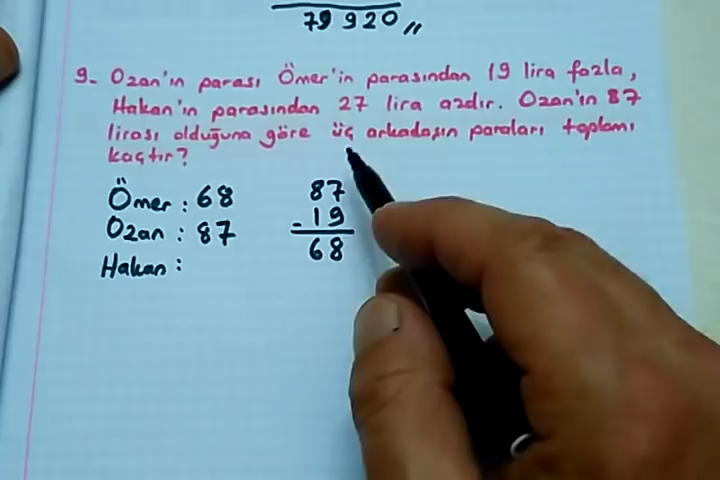 79920,,
9- Ozan'ın parası Ömer'in parasından 19 lira fazla,
Hakan'ın parasından 27 lira azdır. Ozan'ın 87
lirası olduğuna göre üç arkadaşın paraları toplamı
kaçtır?
Ömer : 68
Ozan : 87
Hakan :
87
- 19
68